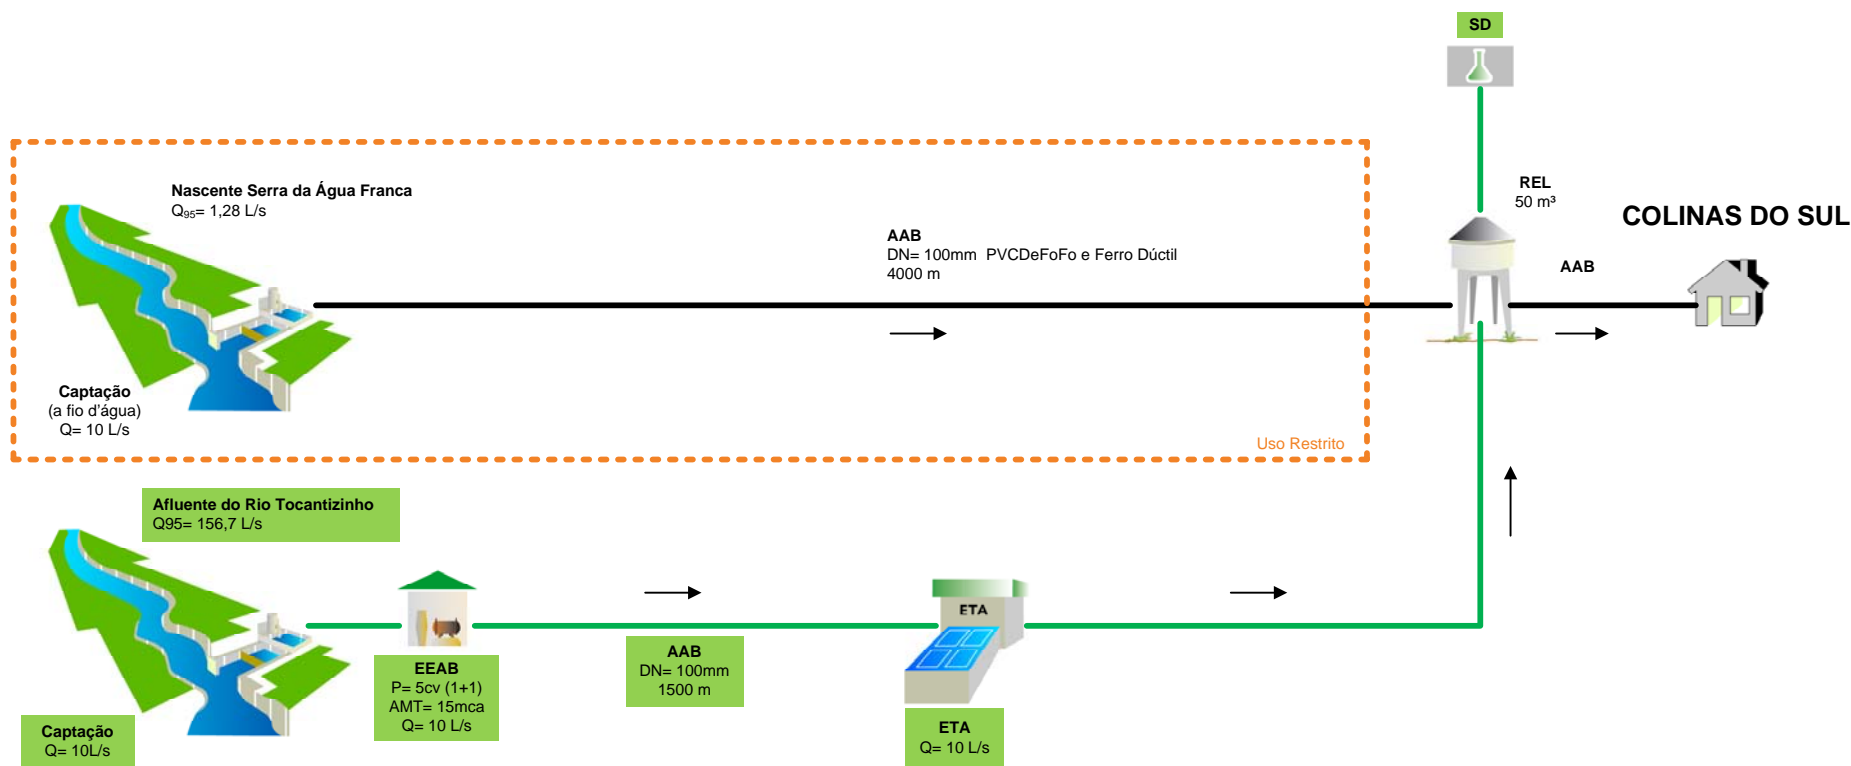 SD
Nascente Serra da Água Franca
Q₉₅= 1,28 L/s
REL
50 m³
COLINAS DO SUL
AAB
DN= 100mm PVCDeFoFo e Ferro Dúctil
4000 m
AAB
Captação
(a fio d'água)
Q= 10 L/s
Uso Restrito
Afluente do Rio Tocantizinho
Q95= 156,7 L/s
ETA
EEAB
P= 5cv (1+1)
AMT= 15mca
Q= 10 L/s
AAB
DN= 100mm
1500 m
Captação
Q= 10L/s
ETA
Q= 10 L/s